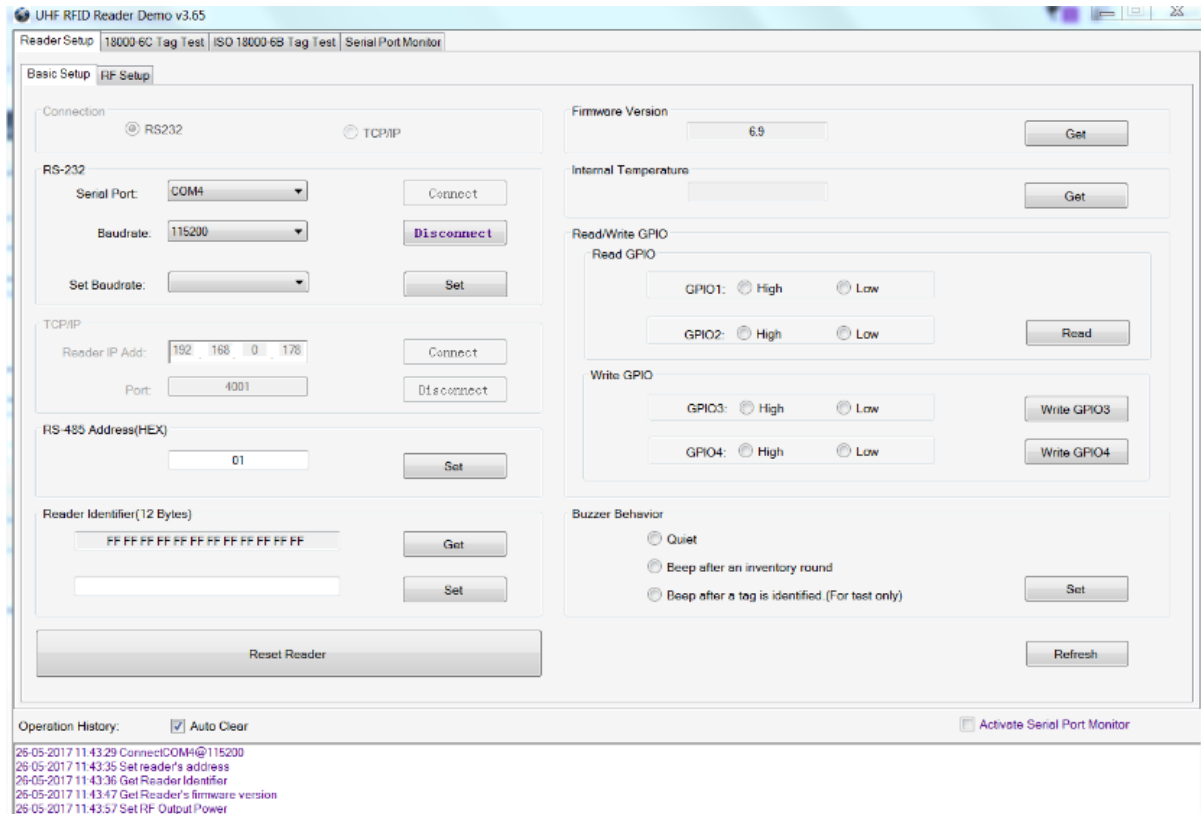 UHF RFID Reader Demo v3.65
Reader Setup 18000-6C Tag Test ISO 18000-6B Tag Test Serial Port Monitor
Basic Setup RF Setup
Connection
RS232 TCP/IP
RS-232
Serial Port: COM4 Connect
Baudrate: 115200 Disconnect
Set Baudrate: Set
TCP/IP
Reader IP Add: 192 . 168 . 0 . 178 Connect
Port: 4001 Disconnect
RS-485 Address(HEX)
01 Set
Reader Identifier(12 Bytes)
FF FF FF FF FF FF FF FF FF FF FF FF Get
Set
Reset Reader
Firmware Version
6.9 Get
Internal Temperature
Get
Read/Write GPIO
Read GPIO
GPIO1: High Low
GPIO2: High Low Read
Write GPIO
GPIO3: High Low Write GPIO3
GPIO4: High Low Write GPIO4
Buzzer Behavior
Quiet
Beep after an inventory round
Beep after a tag is identified.(For test only) Set
Refresh
Operation History: Auto Clear Activate Serial Port Monitor
26-05-2017 11:43:29 ConnectCOM4@115200
26-05-2017 11:43:35 Set reader's address
26-05-2017 11:43:36 Get Reader Identifier
26-05-2017 11:43:47 Get Reader's firmware version
26-05-2017 11:43:57 Set RF Output Power